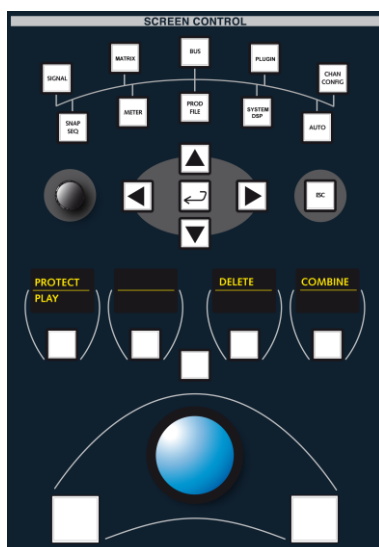 SCREEN CONTROL
SIGNAL
MATRIX
BUS
PLUGIN
CHAN
CONFIG
SNAP
SEQ
METER
PROD
FILE
SYSTEM
DSP
AUTO
ESC
PROTECT
PLAY
DELETE
COMBINE